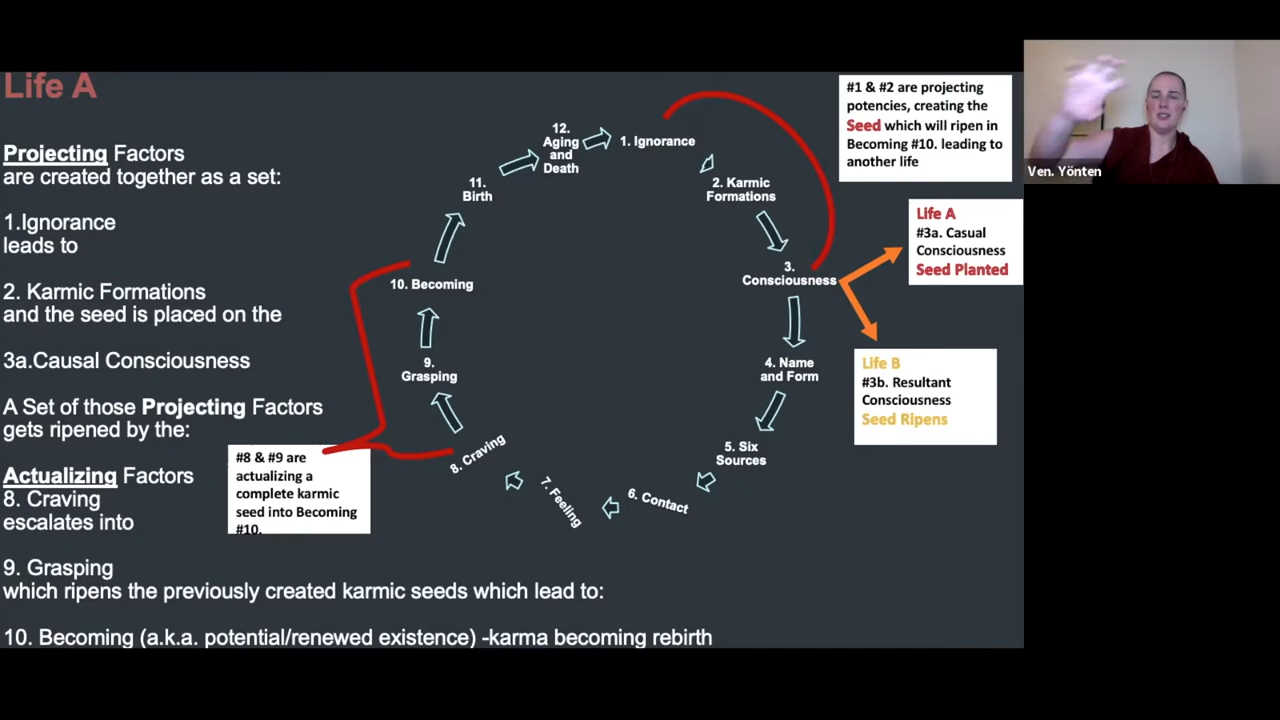 Life A
Projecting Factors
are created together as a set:
1.Ignorance
leads to
2. Karmic Formations
and the seed is placed on the
3a.Causal Consciousness
A Set of those Projecting Factors
gets ripened by the:
Actualizing Factors
8. Craving
escalates into
9. Grasping
which ripens the previously created karmic seeds which lead to:
10. Becoming (a.k.a. potential/renewed existence) -karma becoming rebirth
#8 & #9 are
actualizing a
complete karmic
seed into Becoming
#10.
1. Ignorance
2. Karmic
Formations
3.
Consciousness
4. Name
and Form
5. Six
Sources
6. Contact
7. Feeling
8. Craving
9.
Grasping
10. Becoming
11.
Birth
12.
Aging
and
Death
#1 & #2 are projecting
potencies, creating the
Seed which will ripen in
Becoming #10. leading to
another life
Life A
#3a. Casual
Consciousness
Seed Planted
Life B
#3b. Resultant
Consciousness
Seed Ripens
Ven. Yönten